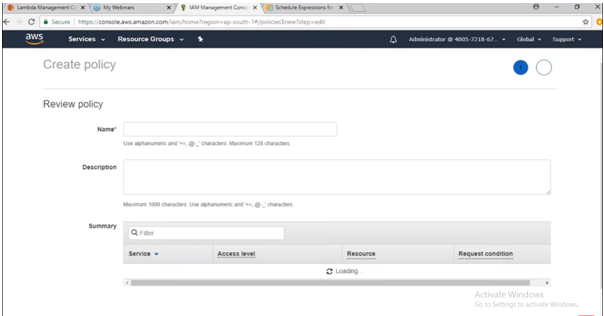 Lambda Management Co
My Webinars
IAM Management Conso
Schedule Expressions for
Secure | https://console.aws.amazon.com/iam/home?region=ap-south-1#/policies$new?step=edit
aws
Services
Resource Groups
Administrator @ 4005-7218-67...
Global
Support
Create policy
Review policy
Name*
Use alphanumeric and '+=,.@-_' characters. Maximum 128 characters.
Description
Maximum 1000 characters. Use alphanumeric and '+=,.@-_' characters.
Summary
Filter
Service Access level Resource Request condition
Loading...
Activate Windows
Go to Settings to activate Windows.